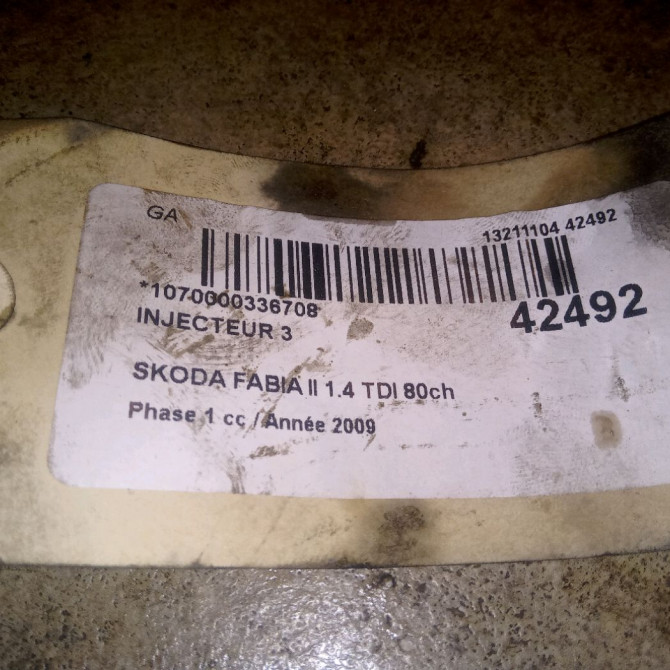 GA
13211104 42492
*1070000336708
42492
INJECTEUR 3
SKODA FABIA II 1.4 TDI 80ch
Phase 1 cc / Année 2009